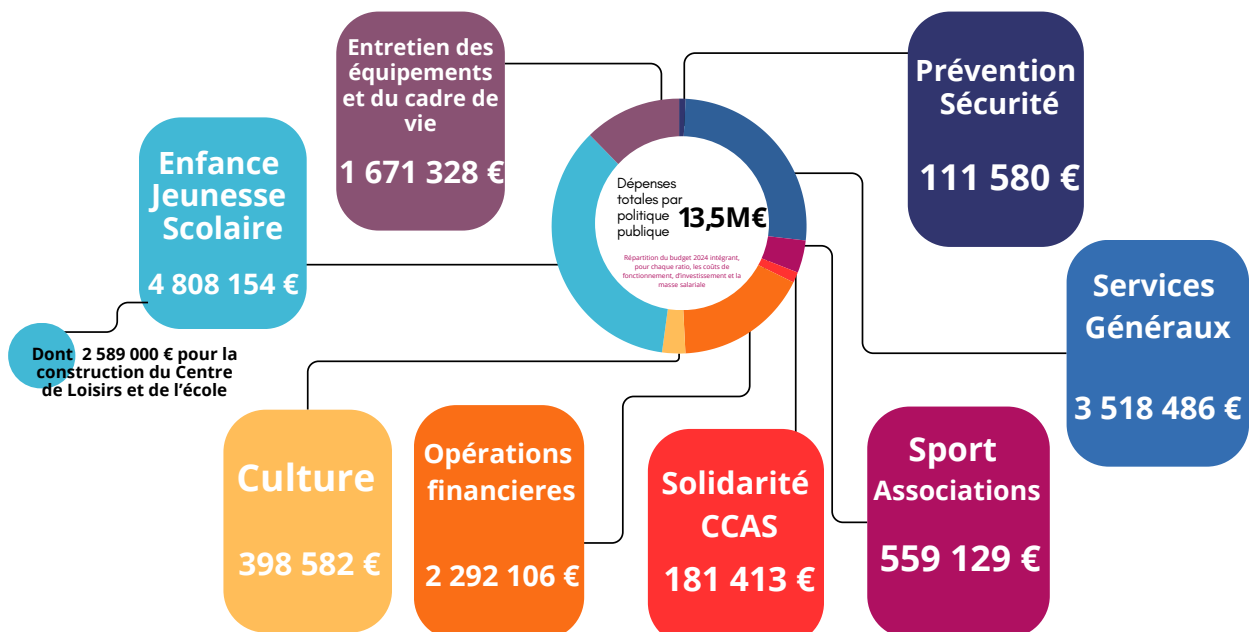 Entretien des
équipements
et du cadre de
vie
1 671 328 €
Prévention
Sécurité
111 580 €
Enfance
Jeunesse
Scolaire
4 808 154 €
Dont 2 589 000 € pour la
construction du Centre
de Loisirs et de l’école
Dépenses
totales par
politique
publique
13,5M€
Répartition du budget 2024 intégrant,
pour chaque ratio, les coûts de
fonctionnement, d'investissement et la
masse salariale
Services
Généraux
3 518 486 €
Culture
398 582 €
Opérations
financieres
2 292 106 €
Solidarité
CCAS
181 413 €
Sport
Associations
559 129 €